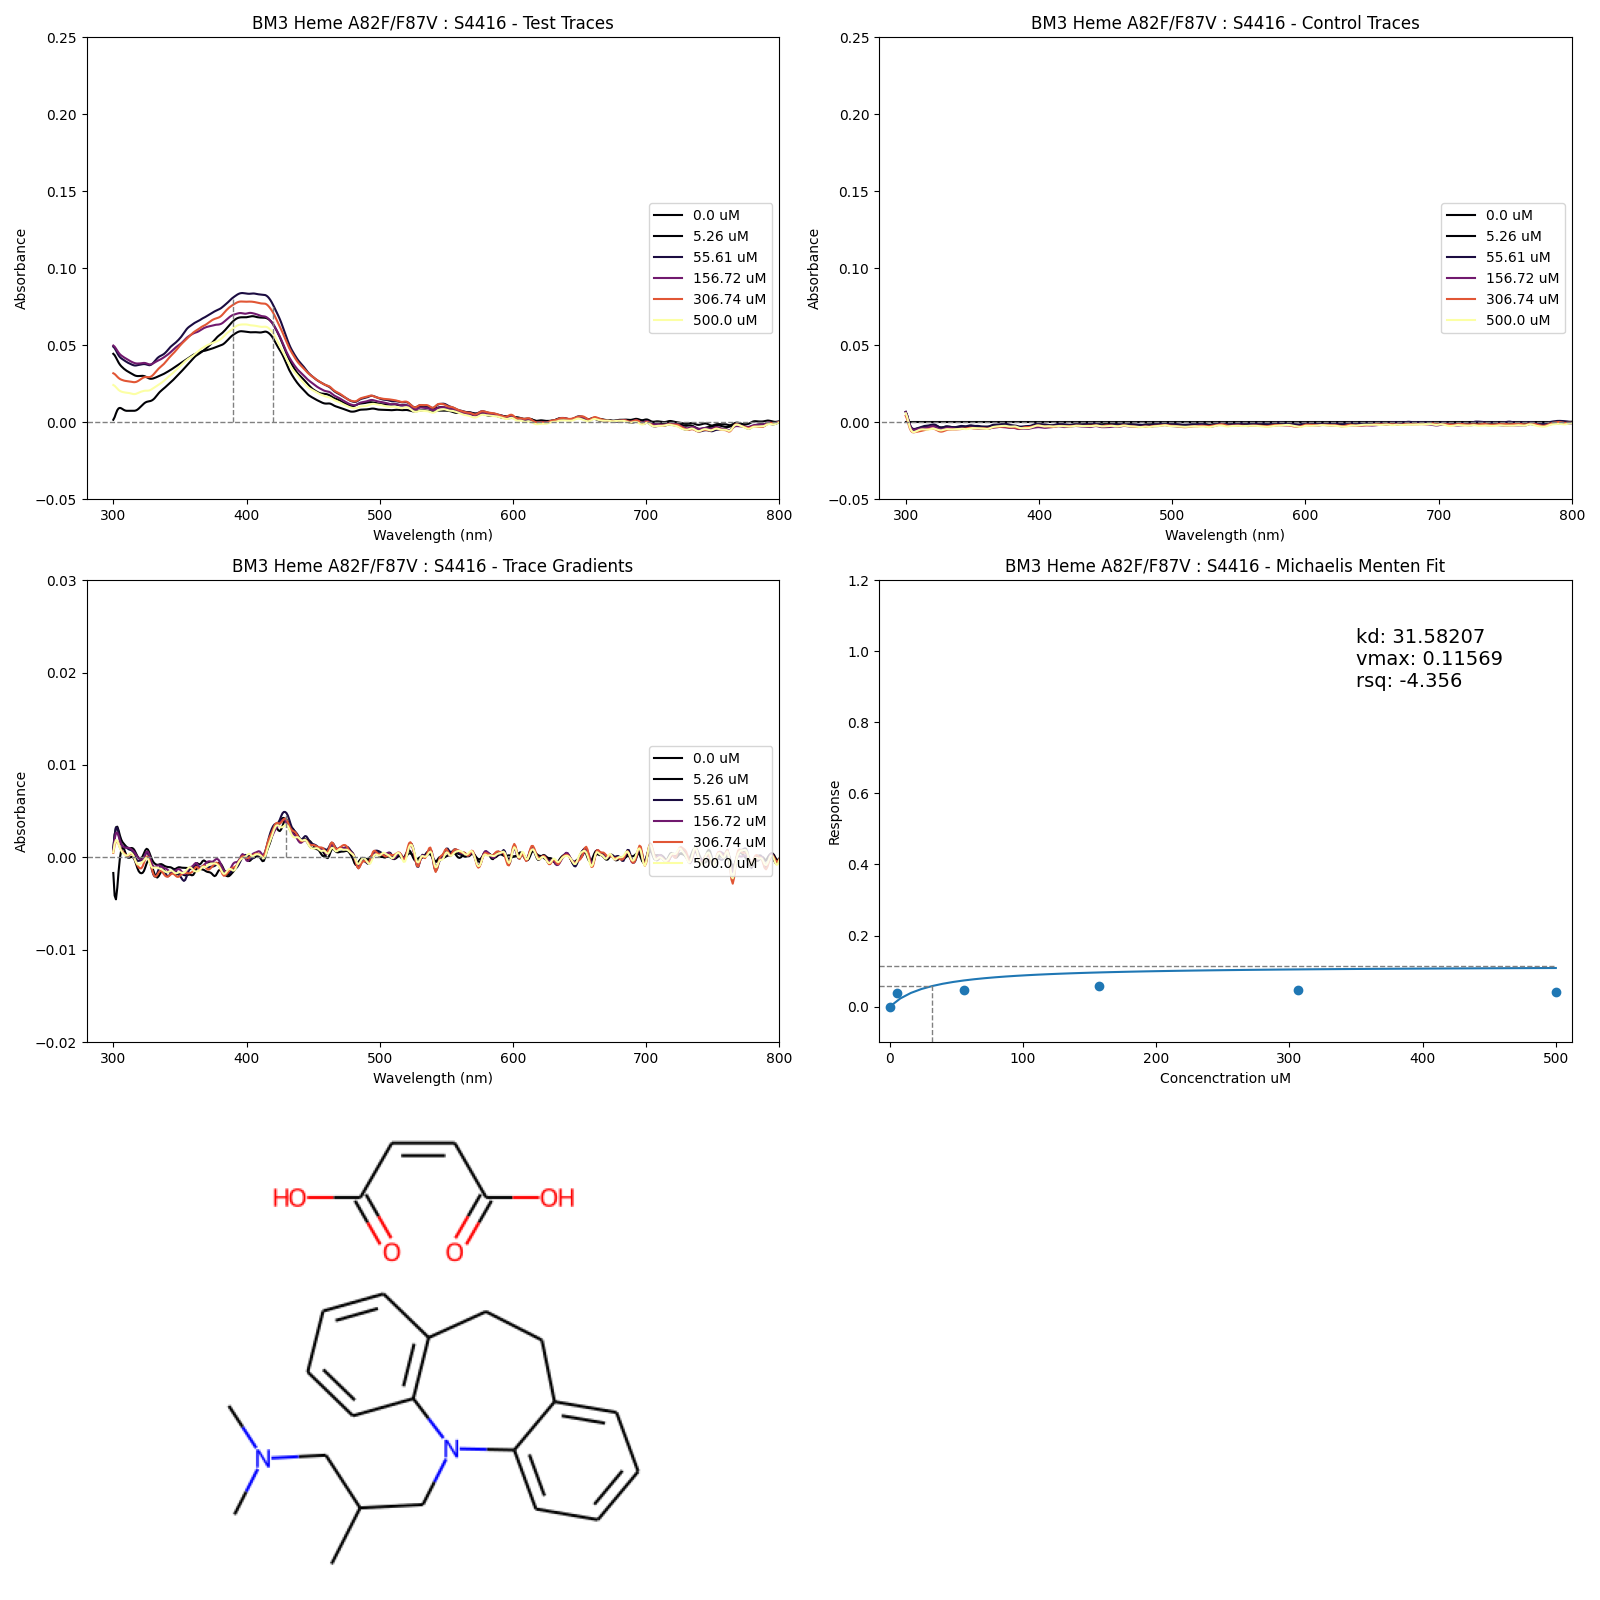 BM3 Heme A82F/F87V : S4416 - Test Traces
0.25
0.20
0.15
0.10
0.05
0.00
−0.05
Absorbance
0.0 uM
5.26 uM
55.61 uM
156.72 uM
306.74 uM
500.0 uM
300
400
500
600
700
800
Wavelength (nm)
BM3 Heme A82F/F87V : S4416 - Control Traces
0.25
0.20
0.15
0.10
0.05
0.00
−0.05
Absorbance
0.0 uM
5.26 uM
55.61 uM
156.72 uM
306.74 uM
500.0 uM
300
400
500
600
700
800
Wavelength (nm)
BM3 Heme A82F/F87V : S4416 - Trace Gradients
0.03
0.02
0.01
0.00
−0.01
−0.02
Absorbance
0.0 uM
5.26 uM
55.61 uM
156.72 uM
306.74 uM
500.0 uM
300
400
500
600
700
800
Wavelength (nm)
BM3 Heme A82F/F87V : S4416 - Michaelis Menten Fit
1.2
1.0
0.8
0.6
0.4
0.2
0.0
Response
kd: 31.58207
vmax: 0.11569
rsq: -4.356
0
100
200
300
400
500
Concenctration uM
HO
OH
O
O
N
N